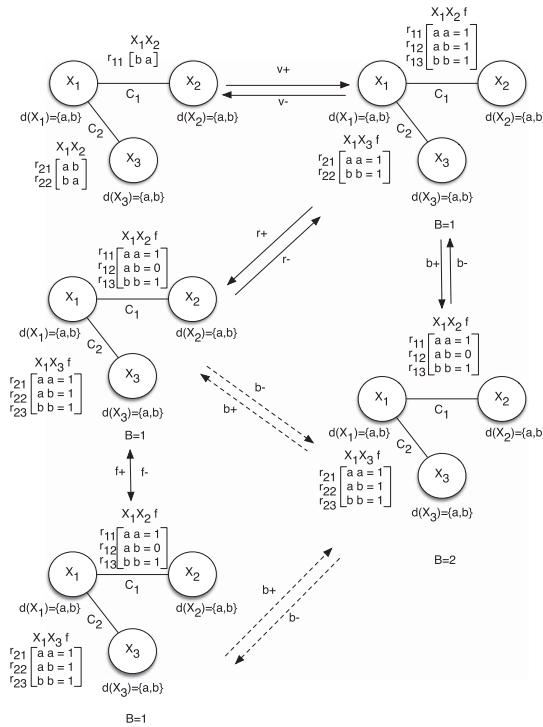 X1X2
r11 [b a]
X1
X2
C1
d(X1)={a,b}
d(X2)={a,b}
C2
X1X2
r21 [a b]
r22 [b a]
X3
d(X3)={a,b}
v+
v-
X1X2 f
r11 [a a = 1]
r12 [a b = 1]
r13 [b b = 1]
X1
X2
C1
d(X1)={a,b}
d(X2)={a,b}
C2
X1X3 f
r21 [a a = 1]
r22 [b b = 1]
X3
d(X3)={a,b}
B=1
r+
r-
b+
b-
X1X2 f
r11 [a a = 1]
r12 [a b = 0]
r13 [b b = 1]
X1
X2
C1
d(X1)={a,b}
d(X2)={a,b}
C2
X1X3 f
r21 [a a = 1]
r22 [a b = 1]
r23 [b b = 1]
X3
d(X3)={a,b}
B=1
b-
b+
X1X2 f
r11 [a a = 1]
r12 [a b = 0]
r13 [b b = 1]
X1
X2
C1
d(X1)={a,b}
d(X2)={a,b}
C2
X1X3 f
r21 [a a = 1]
r22 [a b = 1]
r23 [b b = 1]
X3
d(X3)={a,b}
B=2
f+
f-
X1X2 f
r11 [a a = 1]
r12 [a b = 0]
r13 [b b = 1]
X1
X2
C1
d(X1)={a,b}
d(X2)={a,b}
C2
X1X3 f
r21 [a a = 1]
r22 [a b = 1]
r23 [b b = 1]
X3
d(X3)={a,b}
B=1
b+
b-